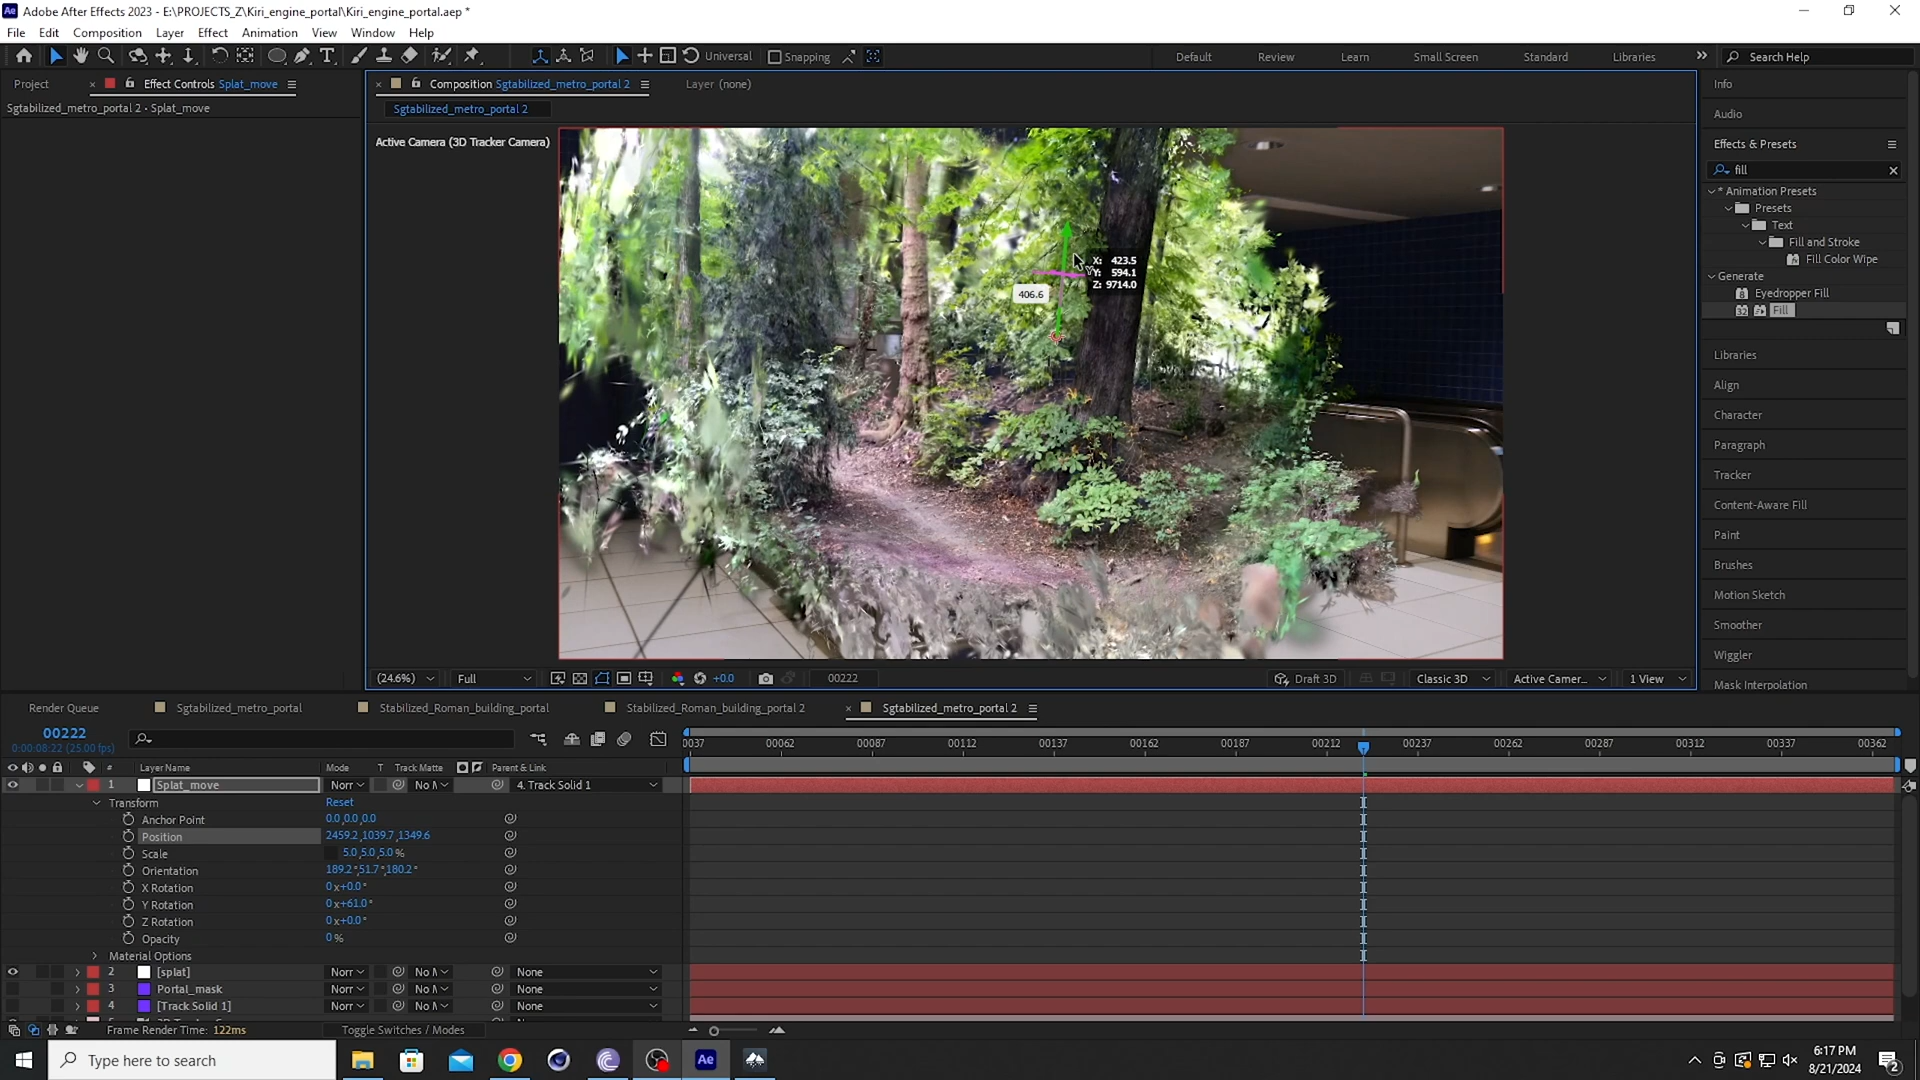 Adobe After Effects 2023 - E:\PROJECTS_Z\Kiri_engine_portal\Kiri_engine_portal.aep *
File Edit Composition Layer Effect Animation View Window Help
Universal Snapping Default Review Learn Small Screen Standard Libraries Search Help
Project Effect Controls Splat_move
Sgtabilized_metro_portal 2 • Splat_move
Composition Sgtabilized_metro_portal 2 Layer (none)
Sgtabilized_metro_portal 2
Active Camera (3D Tracker Camera)
X: 423.5
Y: 594.1
Z: 9714.0
406.6
(24.6%) Full +0.0 00222 Draft 3D Classic 3D Active Camer... 1 View
Info
Audio
Effects & Presets
fill
* Animation Presets
Presets
Text
Fill and Stroke
Fill Color Wipe
Generate
Eyedropper Fill
Fill
Libraries
Align
Character
Paragraph
Tracker
Content-Aware Fill
Paint
Brushes
Motion Sketch
Smoother
Wiggler
Mask Interpolation
Render Queue Sgtabilized_metro_portal Stabilized_Roman_building_portal Stabilized_Roman_building_portal 2 Sgtabilized_metro_portal 2
00222
0:00:08:22 (25.00 fps)
0037 00062 00087 00112 00137 00162 00187 00212 00237 00262 00287 00312 00337 00362
# Layer Name Mode T Track Matte Parent & Link
1 Splat_move Norr No M 4. Track Solid 1
Transform Reset
Anchor Point 0.0,0.0,0.0
Position 2459.2,1039.7,1349.6
Scale 5.0,5.0,5.0%
Orientation 189.2°,51.7°,180.2°
X Rotation 0x+0.0°
Y Rotation 0x+61.0°
Z Rotation 0x+0.0°
Opacity 0%
Material Options
2 [splat] Norr No M None
3 Portal_mask Norr No M None
4 [Track Solid 1] Norr No M None
Frame Render Time: 122ms Toggle Switches / Modes
Type here to search
6:17 PM
8/21/2024
2